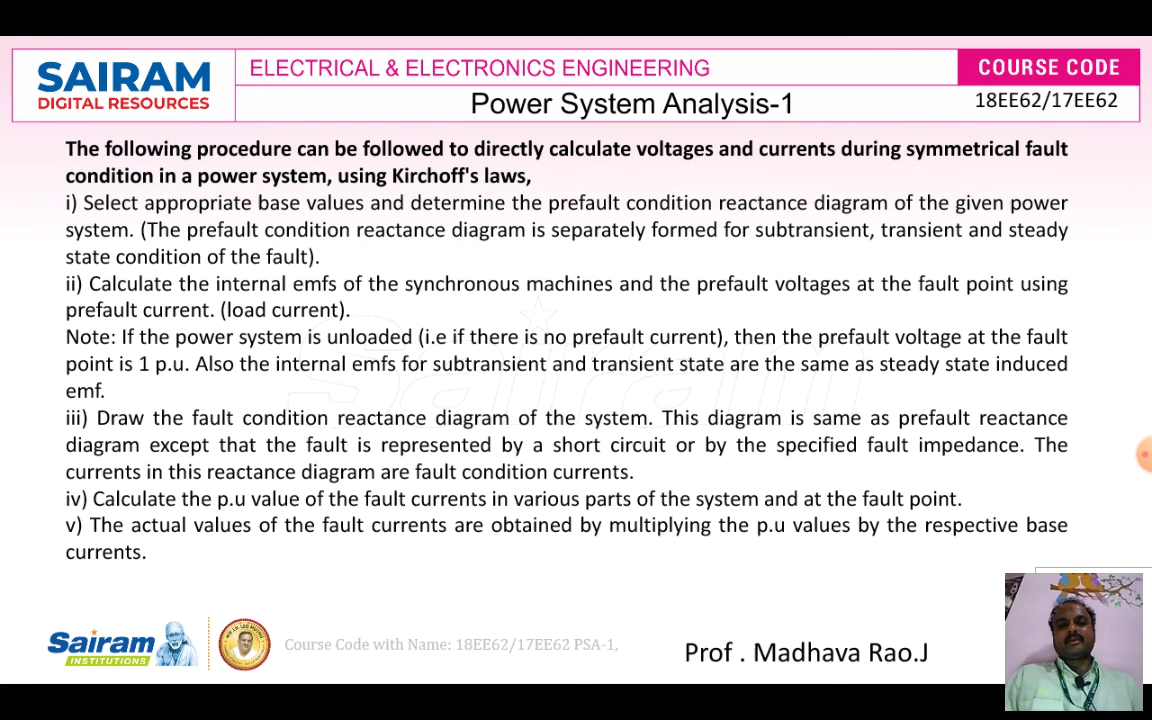 SAIRAM
DIGITAL RESOURCES
ELECTRICAL & ELECTRONICS ENGINEERING
COURSE CODE
Power System Analysis-1
18EE62/17EE62
The following procedure can be followed to directly calculate voltages and currents during symmetrical fault
condition in a power system, using Kirchoff's laws,
i) Select appropriate base values and determine the prefault condition reactance diagram of the given power
system. (The prefault condition reactance diagram is separately formed for subtransient, transient and steady
state condition of the fault).
ii) Calculate the internal emfs of the synchronous machines and the prefault voltages at the fault point using
prefault current. (load current).
Note: If the power system is unloaded (i.e if there is no prefault current), then the prefault voltage at the fault
point is 1 p.u. Also the internal emfs for subtransient and transient state are the same as steady state induced
emf.
iii) Draw the fault condition reactance diagram of the system. This diagram is same as prefault reactance
diagram except that the fault is represented by a short circuit or by the specified fault impedance. The
currents in this reactance diagram are fault condition currents.
iv) Calculate the p.u value of the fault currents in various parts of the system and at the fault point.
v) The actual values of the fault currents are obtained by multiplying the p.u values by the respective base
currents.
Sairam
Sairam
INSTITUTIONS
Course Code with Name: 18EE62/17EE62 PSA-1,
Prof . Madhava Rao.J